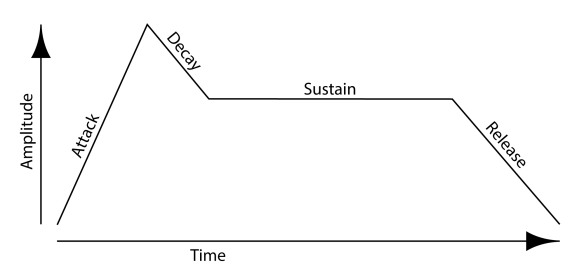 Decay
Sustain
Attack
Release
Amplitude
Time